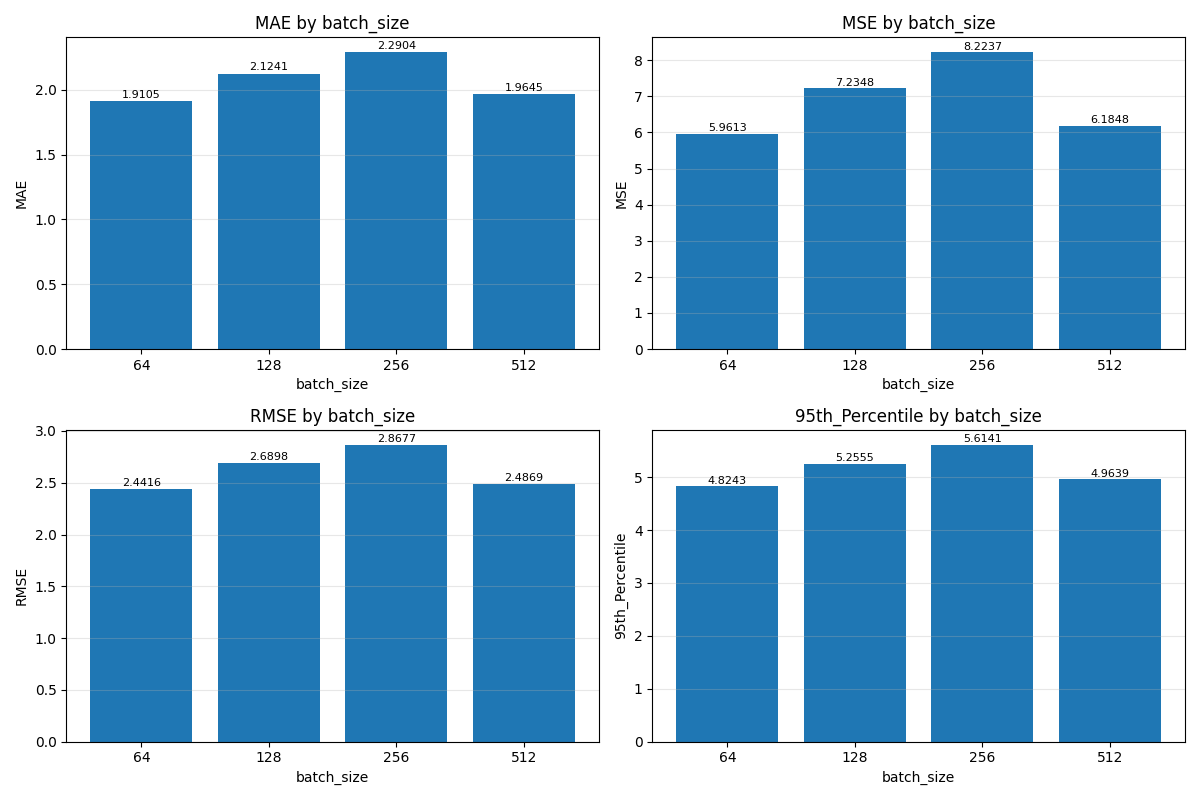 MAE by batch_size
2.0
1.5
1.0
0.5
0.0
MAE
1.9105
2.1241
2.2904
1.9645
64 128 256 512
batch_size
MSE by batch_size
8
7
6
5
4
3
2
1
0
MSE
5.9613
7.2348
8.2237
6.1848
64 128 256 512
batch_size
RMSE by batch_size
3.0
2.5
2.0
1.5
1.0
0.5
0.0
RMSE
2.4416
2.6898
2.8677
2.4869
64 128 256 512
batch_size
95th_Percentile by batch_size
5
4
3
2
1
0
95th_Percentile
4.8243
5.2555
5.6141
4.9639
64 128 256 512
batch_size